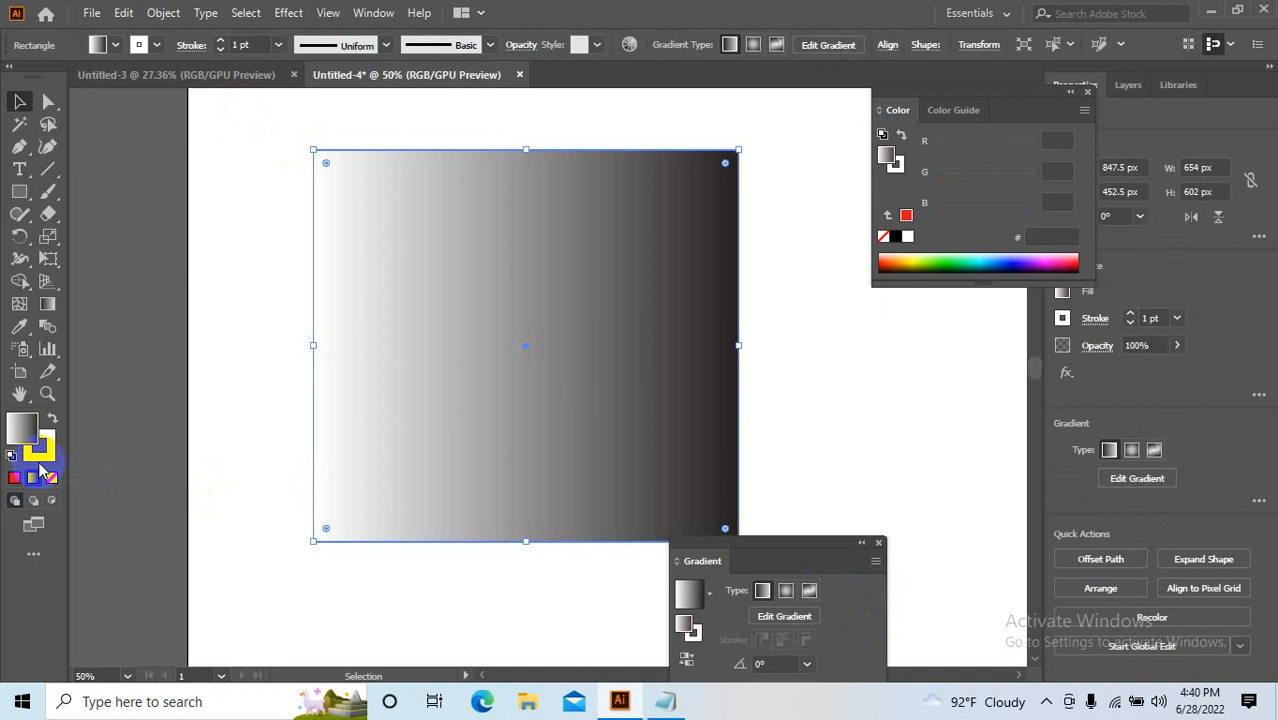 Ai File Edit Object Type Select Effect View Window Help Essentials Search Adobe Stock
Rectangle Stroke: 1 pt Uniform Basic Opacity Style: Gradient Type: Edit Gradient Align Shape: Transform
Untitled-3 @ 27.36% (RGB/GPU Preview) Untitled-4* @ 50% (RGB/GPU Preview)
Properties Layers Libraries
Color Color Guide
R
G
B
#
847.5 px W: 654 px
452.5 px H: 602 px
0°
Fill
Stroke 1 pt
Opacity 100%
fx
Gradient
Type:
Edit Gradient
Quick Actions
Offset Path Expand Shape
Arrange Align to Pixel Grid
Recolor
Start Global Edit
Gradient
Type:
Edit Gradient
Stroke:
0°
Activate Windows
Go to Settings to activate Windows.
50% 1 Selection
Type here to search Ai 92°F Cloudy 4:40 PM
6/28/2022